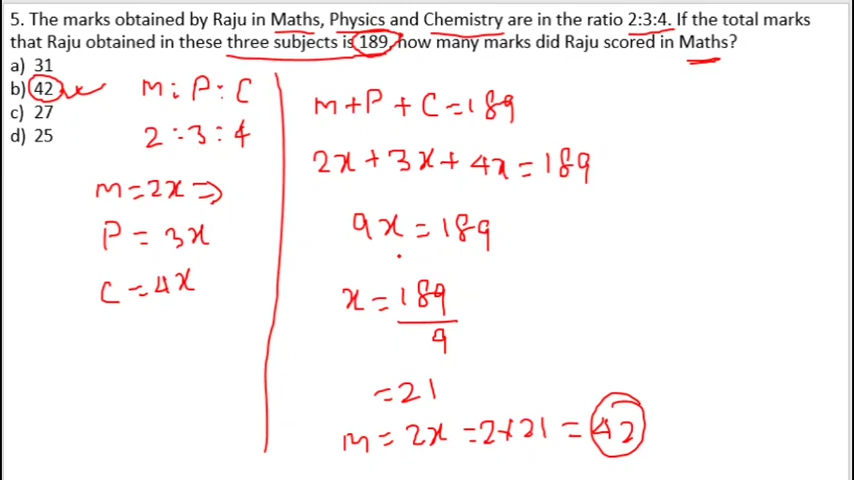 5. The marks obtained by Raju in Maths, Physics and Chemistry are in the ratio 2:3:4. If the total marks
that Raju obtained in these three subjects is 189, how many marks did Raju scored in Maths?
a) 31
b) 42
c) 27
d) 25
M : P : C
2 : 3 : 4
M = 2x ⇒
P = 3x
C = 4x
M + P + C = 189
2x + 3x + 4x = 189
9x = 189
x = 189
9
= 21
M = 2x = 2×21 = 42